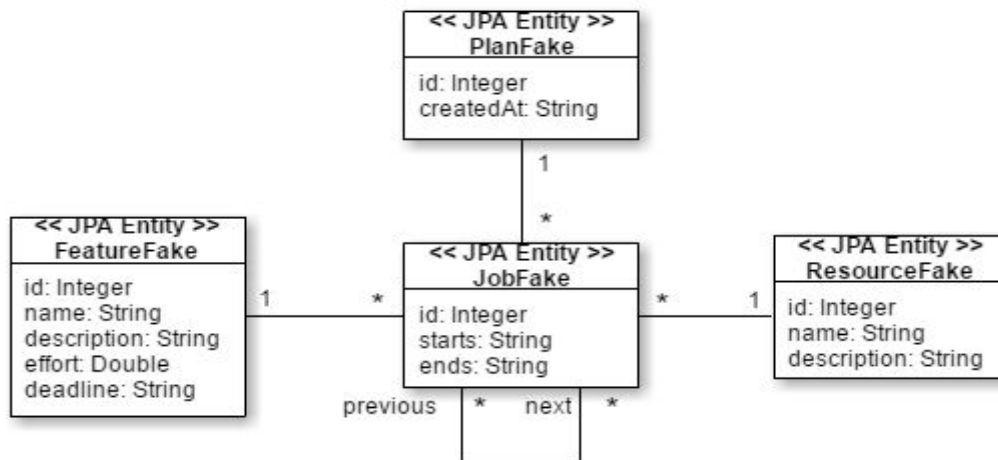 << JPA Entity >>
PlanFake
id: Integer
createdAt: String
1
*
<< JPA Entity >>
FeatureFake
id: Integer
name: String
description: String
effort: Double
deadline: String
1
*
<< JPA Entity >>
JobFake
id: Integer
starts: String
ends: String
*
1
<< JPA Entity >>
ResourceFake
id: Integer
name: String
description: String
previous
*
next
*